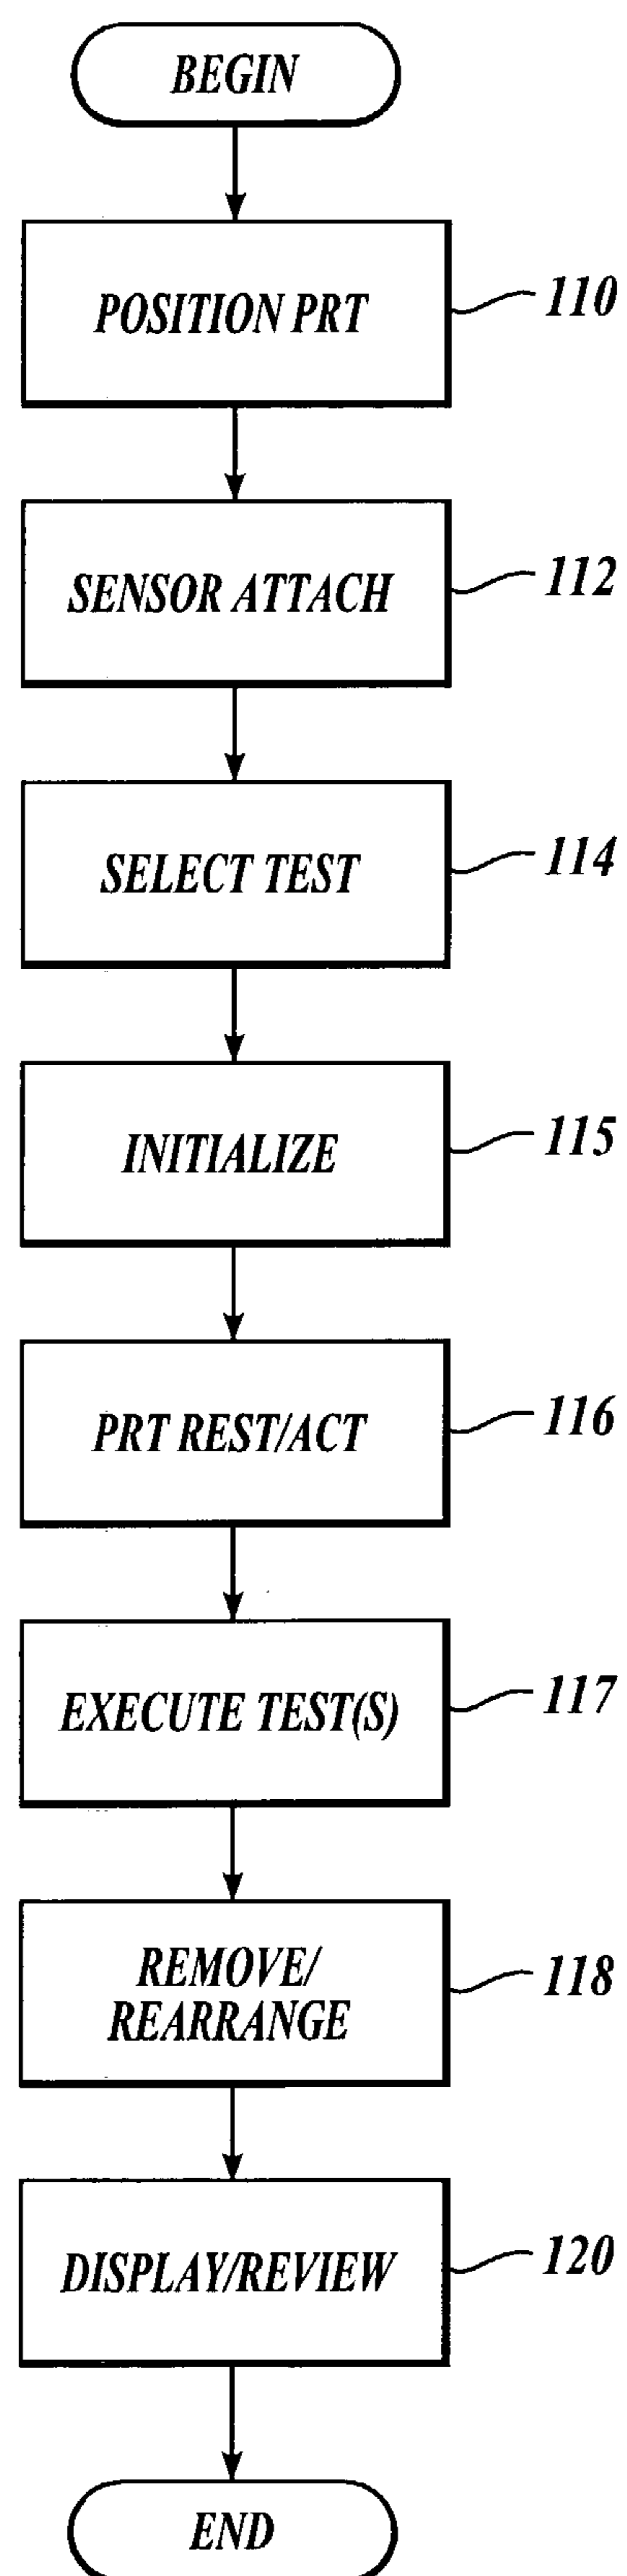 BEGIN
POSITION PRT
110
SENSOR ATTACH
112
SELECT TEST
114
INITIALIZE
115
PRT REST/ACT
116
EXECUTE TEST(S)
117
REMOVE/
REARRANGE
118
DISPLAY/REVIEW
120
END